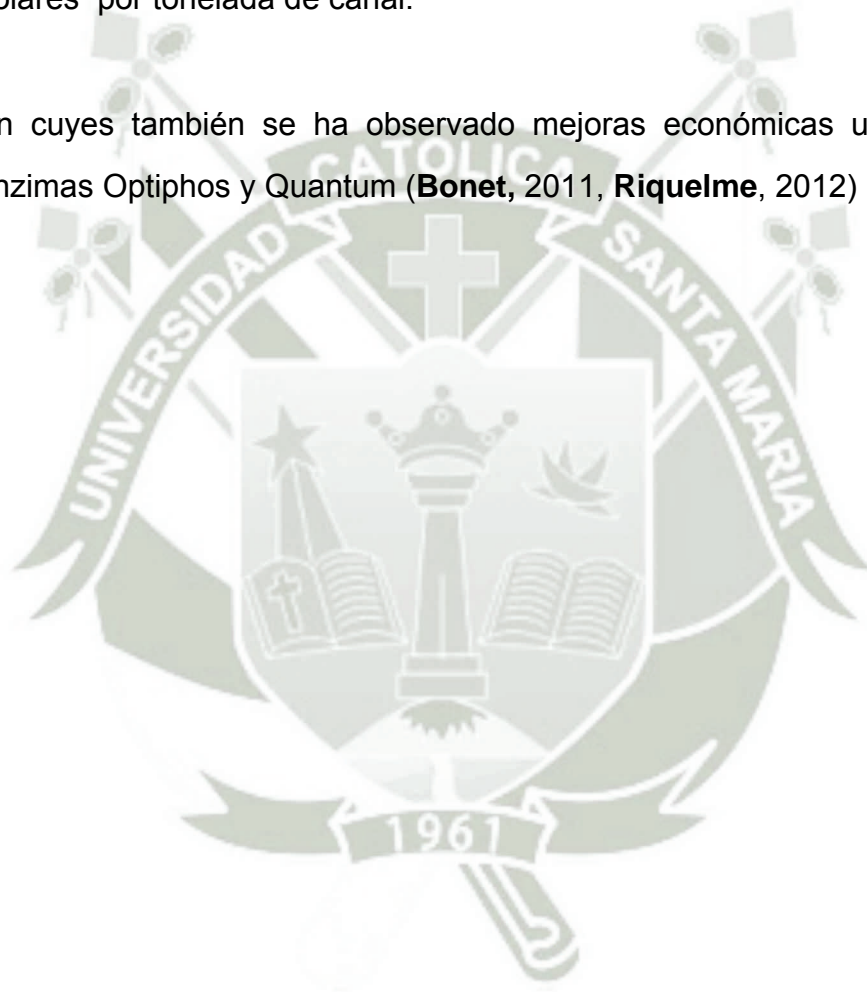 por tonelada de canal.
n cuyes también se ha observado mejoras económicas u
nzimas Optiphos y Quantum (Bonet, 2011, Riquelme, 2012)
CATOLICA
UNIVERSIDAD
SANTA MARIA
1961